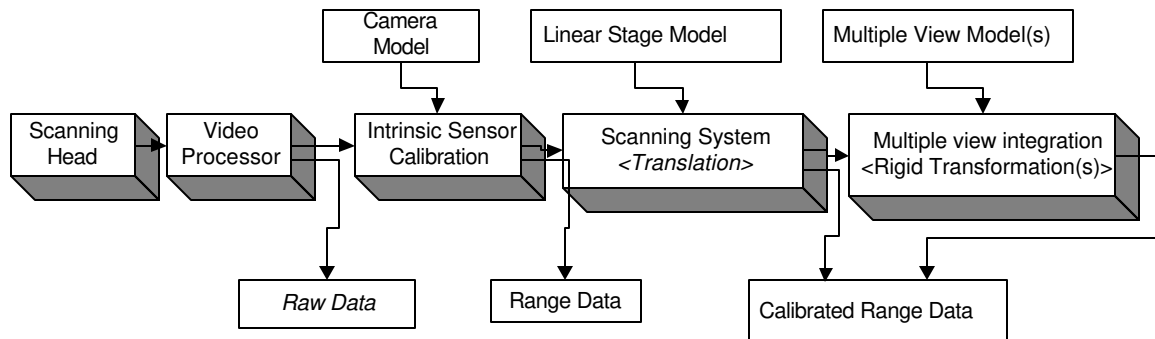 Camera
Model
Linear Stage Model
Multiple View Model(s)
Scanning
Head
Video
Processor
Intrinsic Sensor
Calibration
Scanning System
<Translation>
Multiple view integration
<Rigid Transformation(s)>
Raw Data
Range Data
Calibrated Range Data